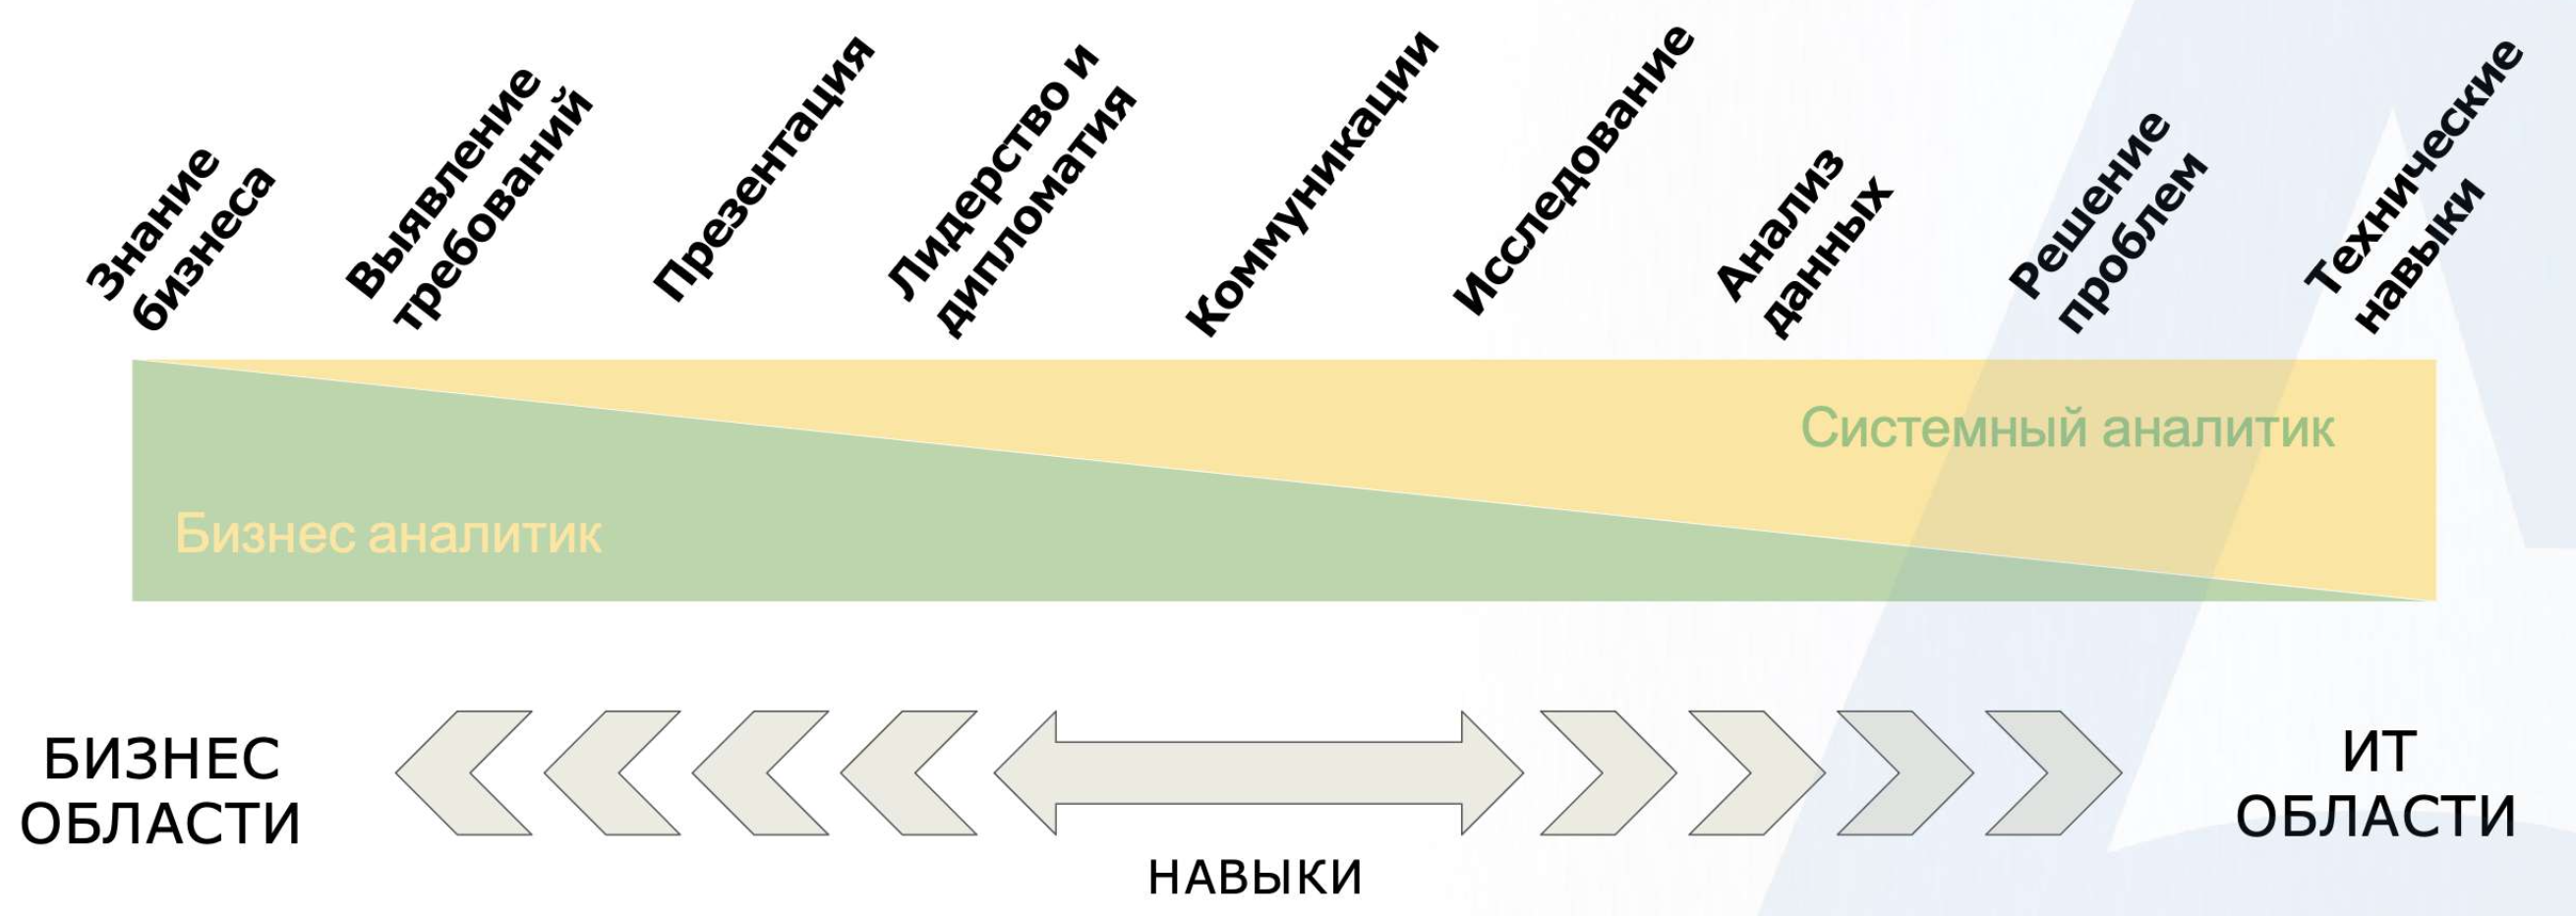 Знание
бизнеса
Выявление
требований
Презентация
Лидерство и
дипломатия
Коммуникации
Исследование
Анализ
данных
Решение
проблем
Технические
навыки
Системный аналитик
Бизнес аналитик
БИЗНЕС
ОБЛАСТИ
НАВЫКИ
ИТ
ОБЛАСТИ